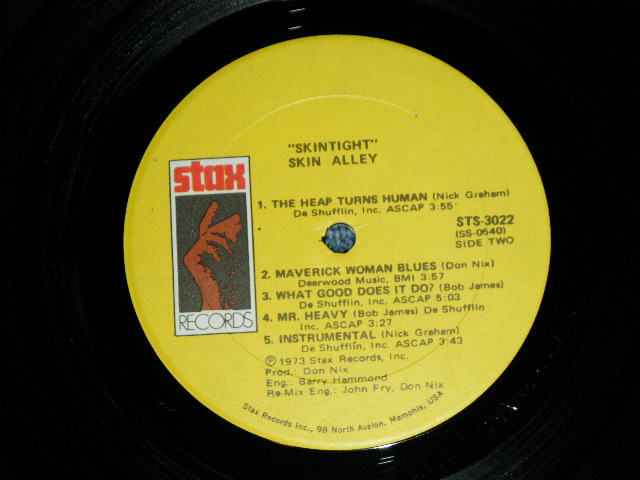 "SKINTIGHT"
SKIN ALLEY
stax
RECORDS
1. THE HEAP TURNS HUMAN (Nick Graham)
De Shufflin, Inc. ASCAP 3:55
STS-3022
(SS-0540)
SIDE TWO
2. MAVERICK WOMAN BLUES (Don Nix)
Deerwood Music, BMI 3:57
3. WHAT GOOD DOES IT DO? (Bob James)
De Shufflin, Inc. ASCAP 5:03
4. MR. HEAVY (Bob James) De Shufflin
Inc. ASCAP 3:27
5. INSTRUMENTAL (Nick Graham)
De Shufflin, Inc. ASCAP 3:43
Ⓟ 1973 Stax Records, Inc.
Prod.: Don Nix
Eng.: Barry Hammond
Re-Mix Eng.: John Fry, Don Nix
Stax Records Inc., 98 North Avalon, Memphis, USA